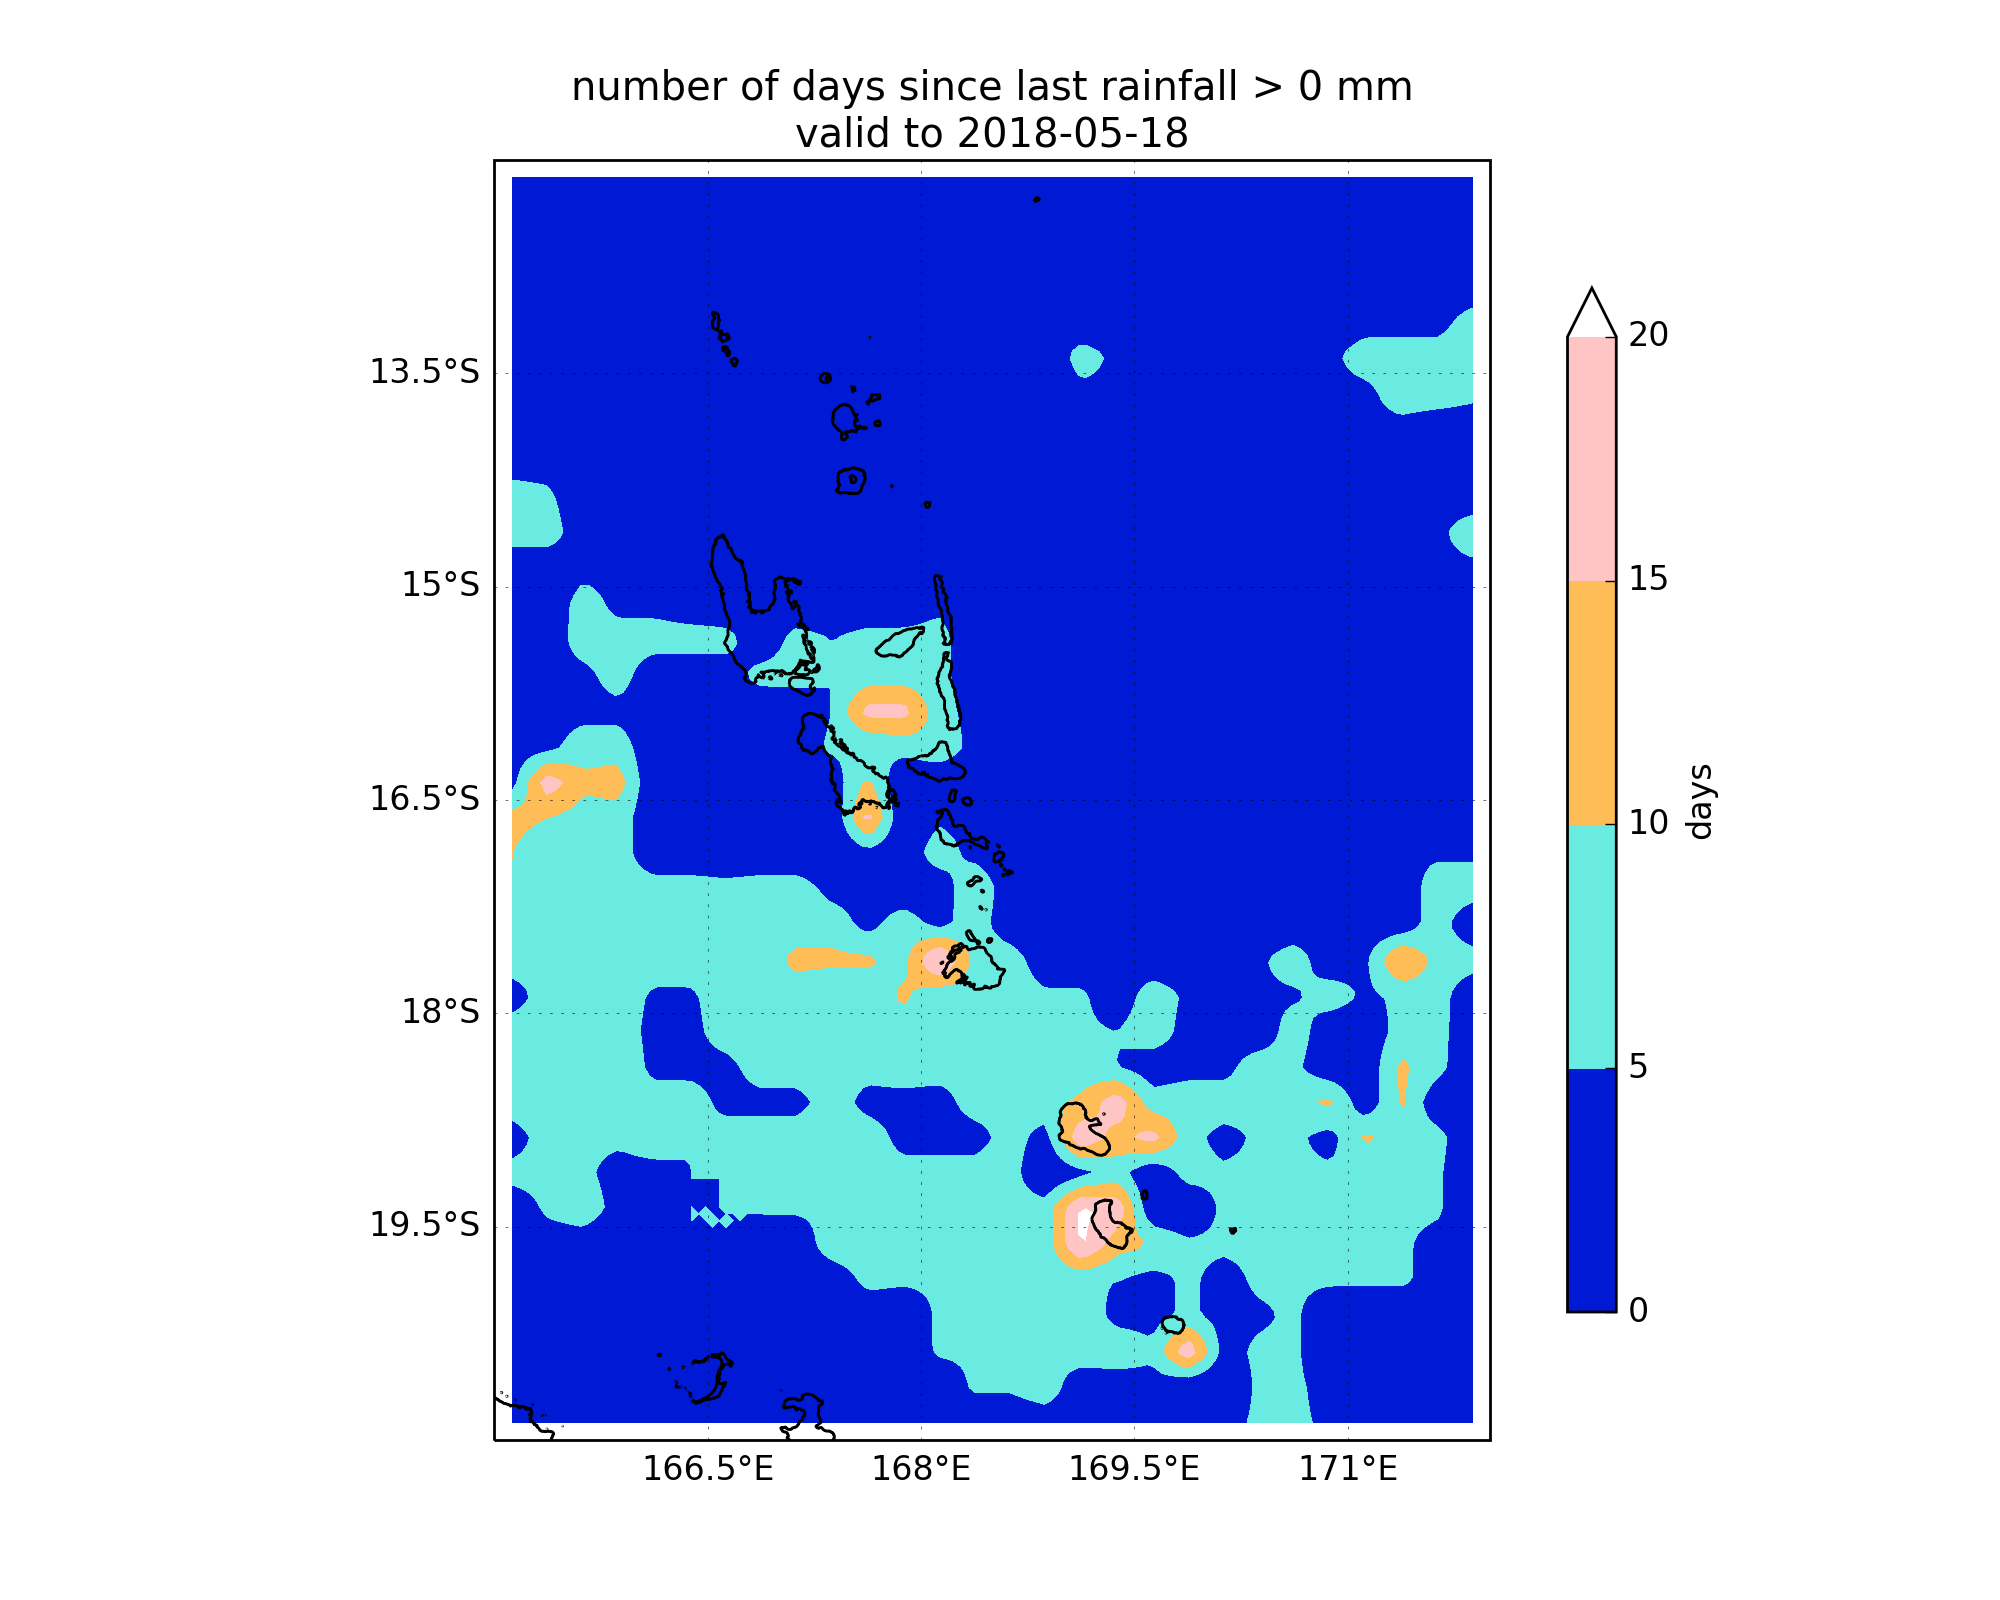 number of days since last rainfall > 0 mm
valid to 2018-05-18
13.5°S
15°S
16.5°S
18°S
19.5°S
166.5°E
168°E
169.5°E
171°E
20
15
10
5
0
days